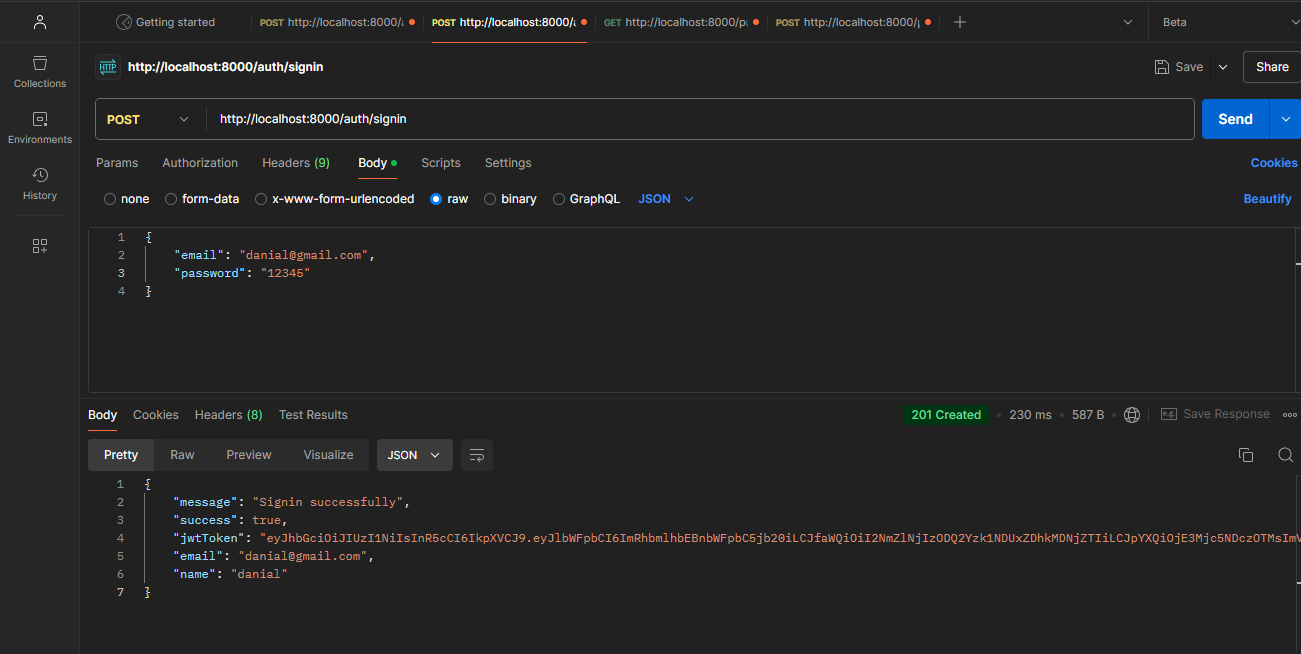 Getting started POST http://localhost:8000/a POST http://localhost:8000/a GET http://localhost:8000/pu POST http://localhost:8000/p Beta
HTTP http://localhost:8000/auth/signin Save Share
Collections
POST http://localhost:8000/auth/signin Send
Environments
Params Authorization Headers (9) Body Scripts Settings Cookies
History
none form-data x-www-form-urlencoded raw binary GraphQL JSON Beautify
1 {
2 "email": "danial@gmail.com",
3 "password": "12345"
4 }
Body Cookies Headers (8) Test Results 201 Created 230 ms 587 B e.g. Save Response
Pretty Raw Preview Visualize JSON
1 {
2 "message": "Signin successfully",
3 "success": true,
4 "jwtToken": "eyJhbGciOiJIUzI1NiIsInR5cCI6IkpXVCJ9.eyJlbWFpbCI6ImRhbmlhbEBnbWFpbC5jb20iLCJfaWQiOiI2NmZlNjIzODQ2Yzk1NDUxZDhkMDNjZTIiLCJpYXQiOjE3Mjc5NDczOTMsImV
5 "email": "danial@gmail.com",
6 "name": "danial"
7 }